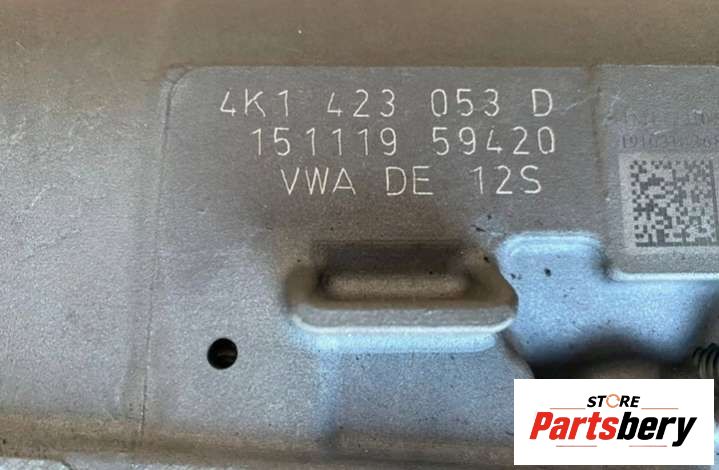 4K1 423 053 D
151119 59420
VWA DE 12S
STORE
Partsbery